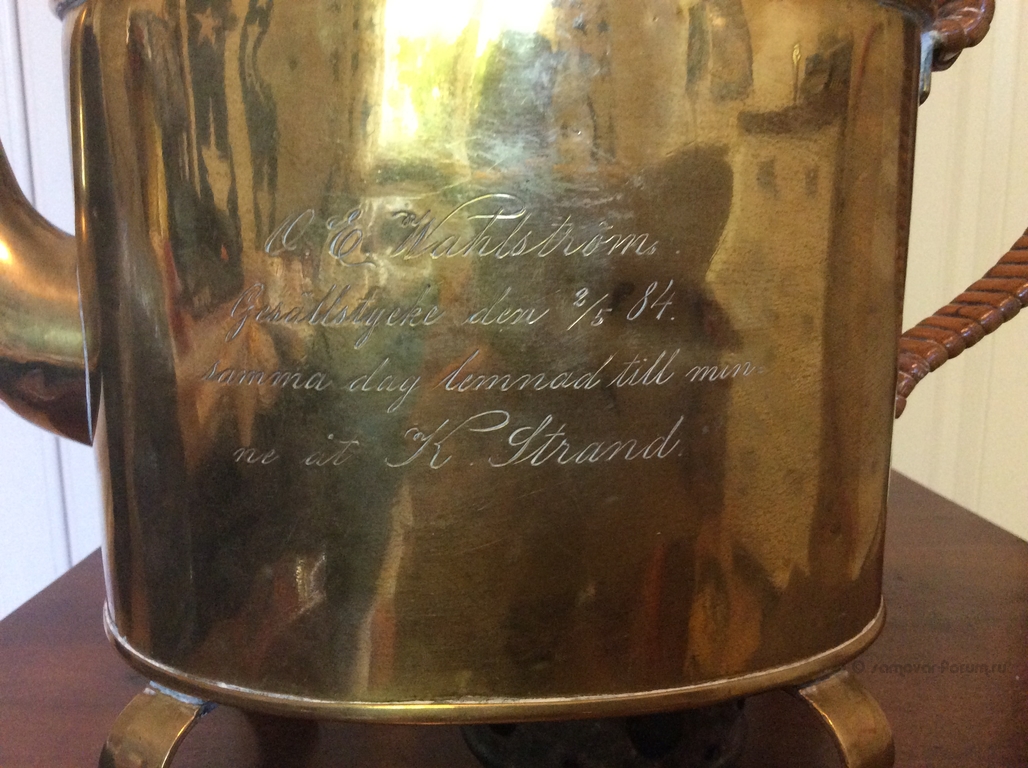 O. E. Wahlström.
Gesällstycke den 2/5 84.
samma dag lemnad till min-
ne åt K. Strand.
© samovar-forum.ru